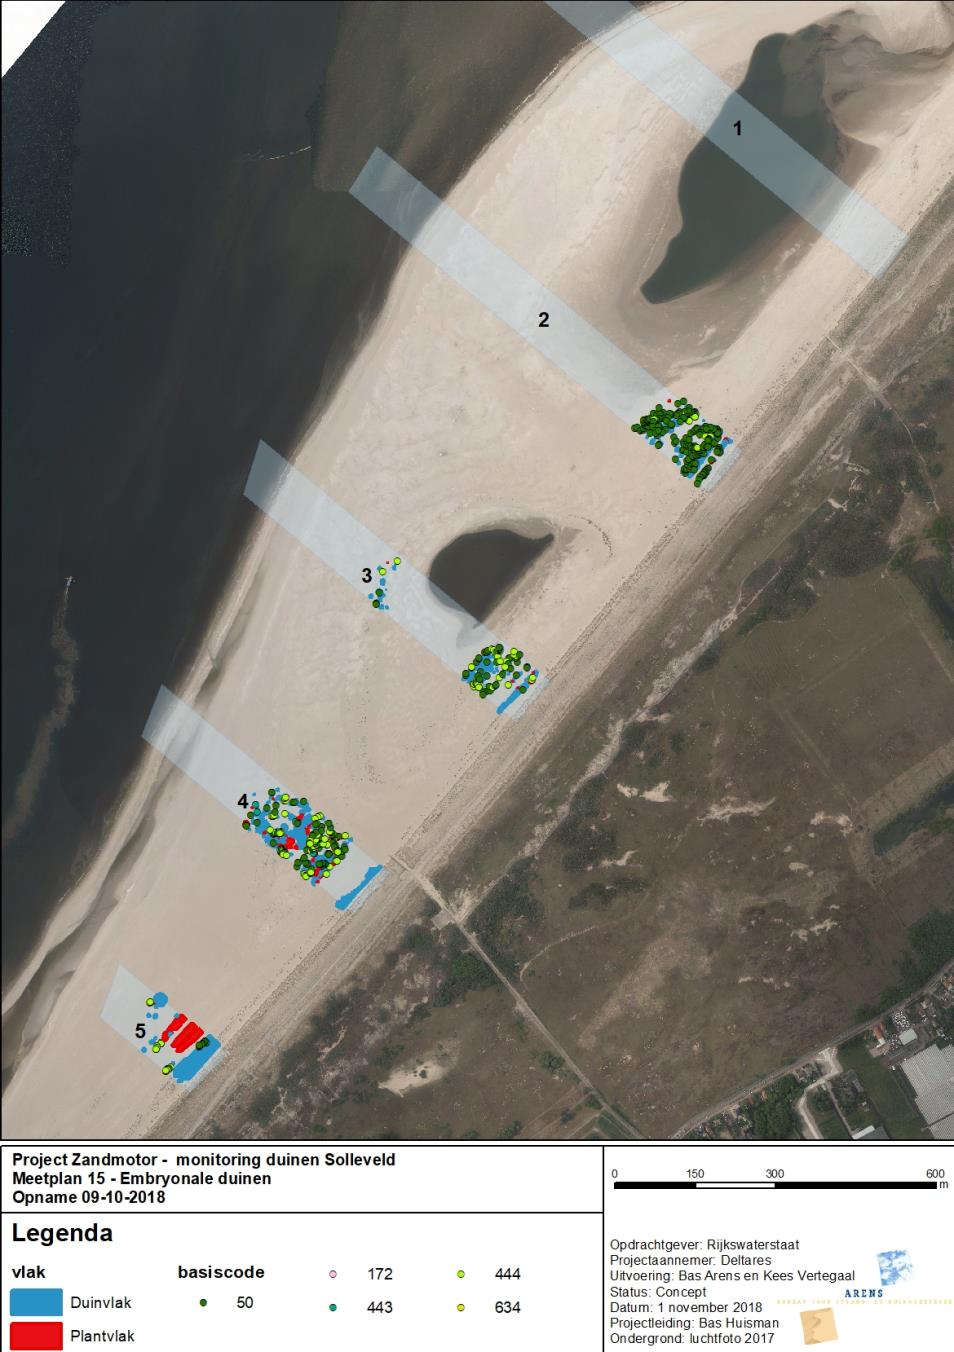 1
2
3
4
5
Project Zandmotor - monitoring duinen Solleveld
Meetplan 15 - Embryonale duinen
Opname 09-10-2018
Legenda
vlak
Duinvlak
Plantvlak
basiscode
50
172
443
444
634
0 150 300 600
m
Opdrachtgever: Rijkswaterstaat
Projectaannemer: Deltares
Uitvoering: Bas Arens en Kees Vertegaal
Status: Concept
Datum: 1 november 2018
Projectleiding: Bas Huisman
Ondergrond: luchtfoto 2017
ARENS